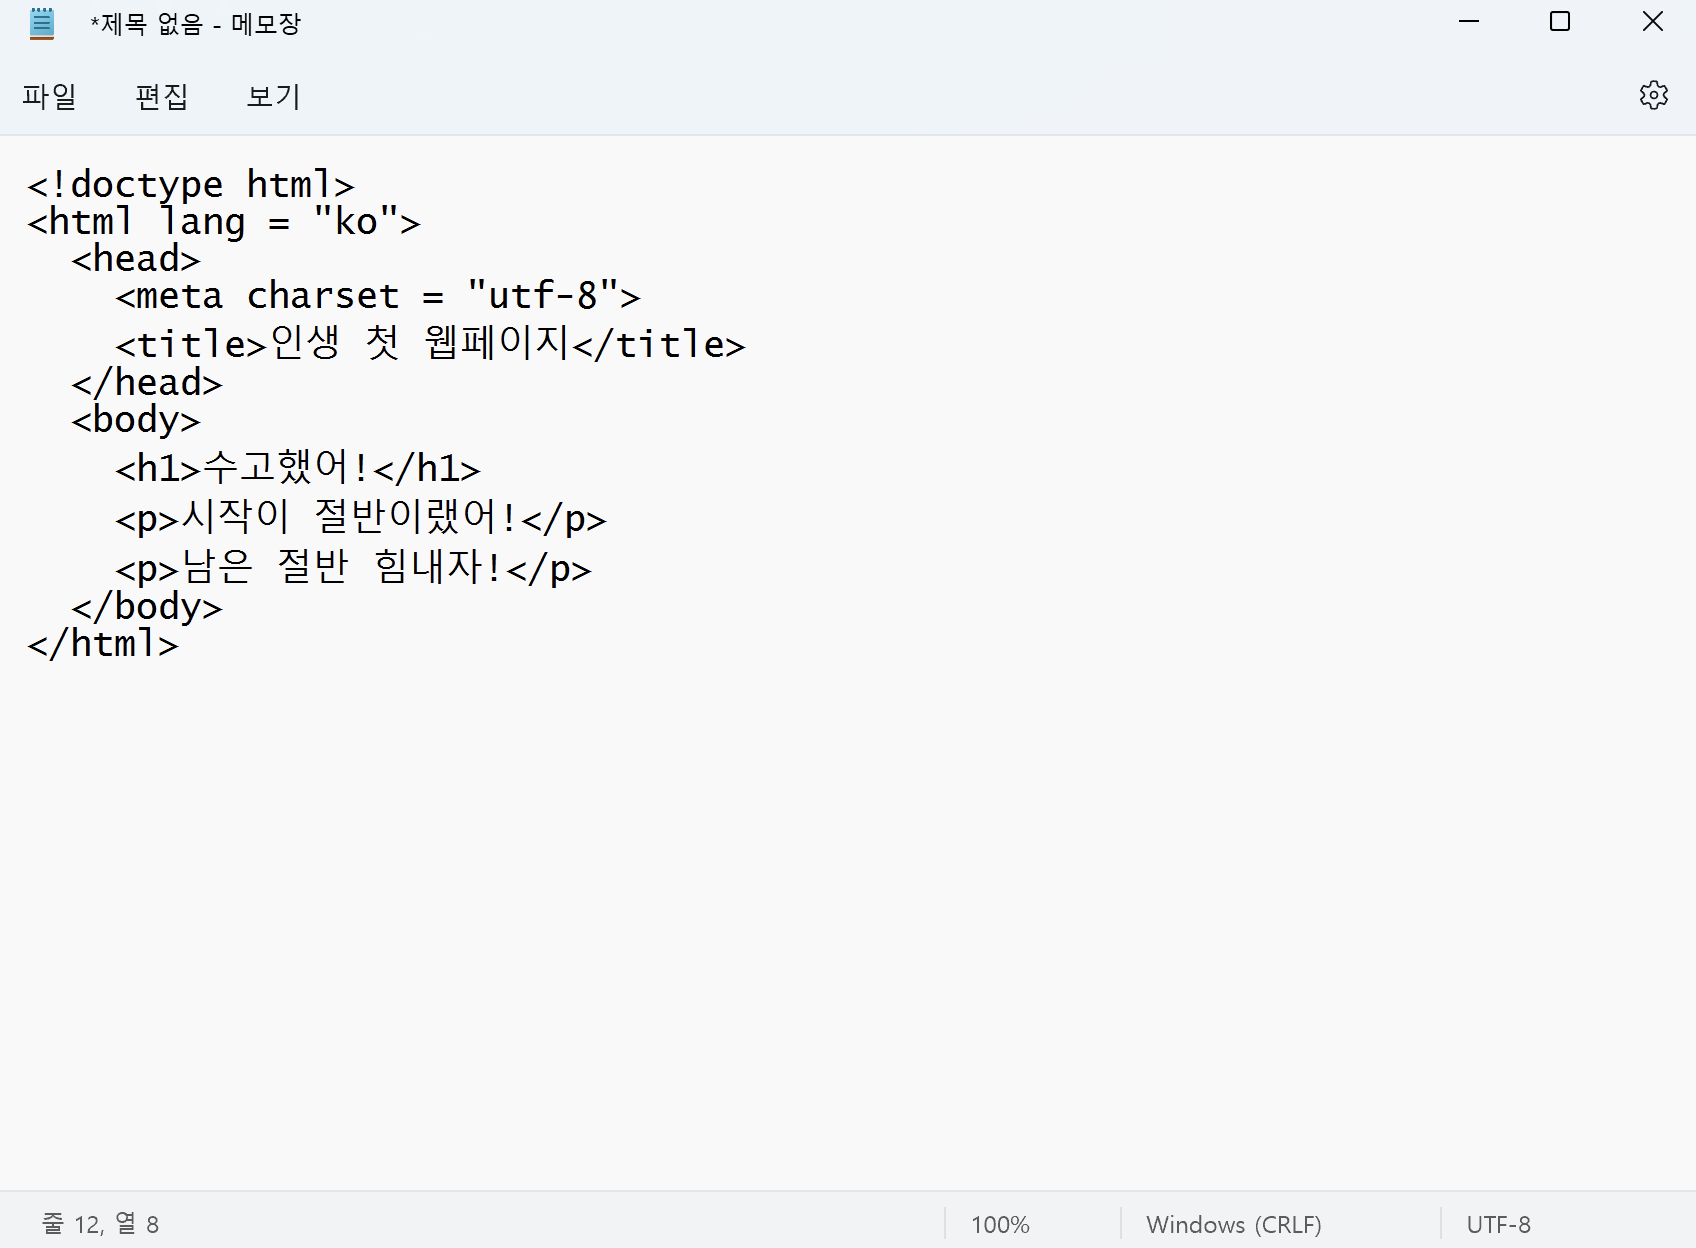 *제목 없음 - 메모장
파일 편집 보기
<!doctype html>
<html lang = "ko">
  <head>
    <meta charset = "utf-8">
    <title>인생 첫 웹페이지</title>
  </head>
  <body>
    <h1>수고했어!</h1>
    <p>시작이 절반이랬어!</p>
    <p>남은 절반 힘내자!</p>
  </body>
</html>
줄 12, 열 8 100% Windows (CRLF) UTF-8